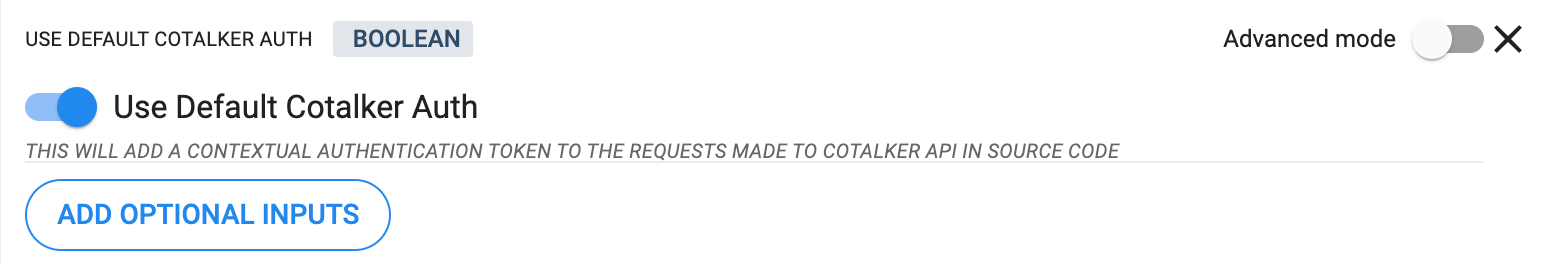 USE DEFAULT COTALKER AUTH BOOLEAN Advanced mode
Use Default Cotalker Auth
THIS WILL ADD A CONTEXTUAL AUTHENTICATION TOKEN TO THE REQUESTS MADE TO COTALKER API IN SOURCE CODE
ADD OPTIONAL INPUTS